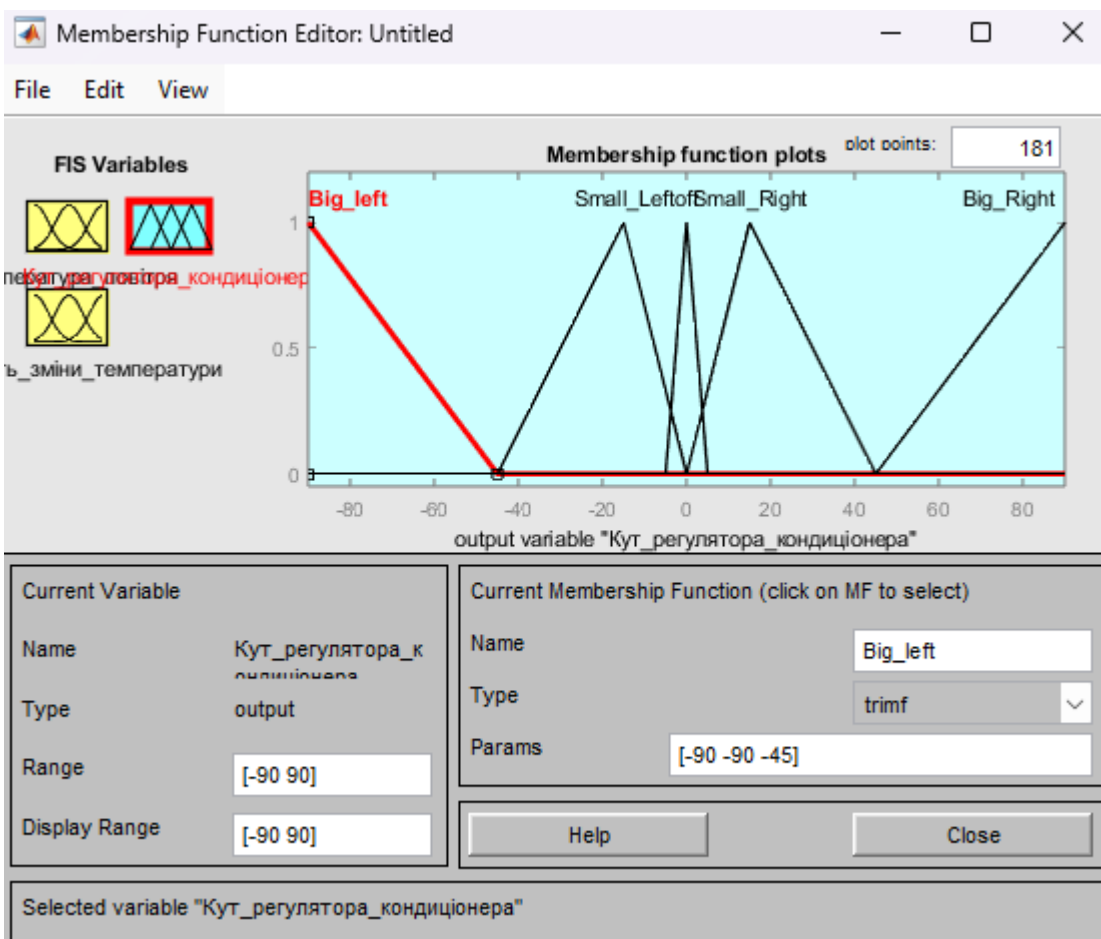 Membership Function Editor: Untitled
File Edit View
FIS Variables
Membership function plots
plot points:
181
Big_left
Small_Left
off
Small_Right
Big_Right
1
0.5
0
-80 -60 -40 -20 0 20 40 60 80
output variable "Кут_регулятора_кондиціонера"
ь_зміни_температури
Current Variable
Name
Кут_регулятора_к
ондиціонера
Type
output
Range
[-90 90]
Display Range
[-90 90]
Current Membership Function (click on MF to select)
Name
Big_left
Type
trimf
Params
[-90 -90 -45]
Help
Close
Selected variable "Кут_регулятора_кондиціонера"